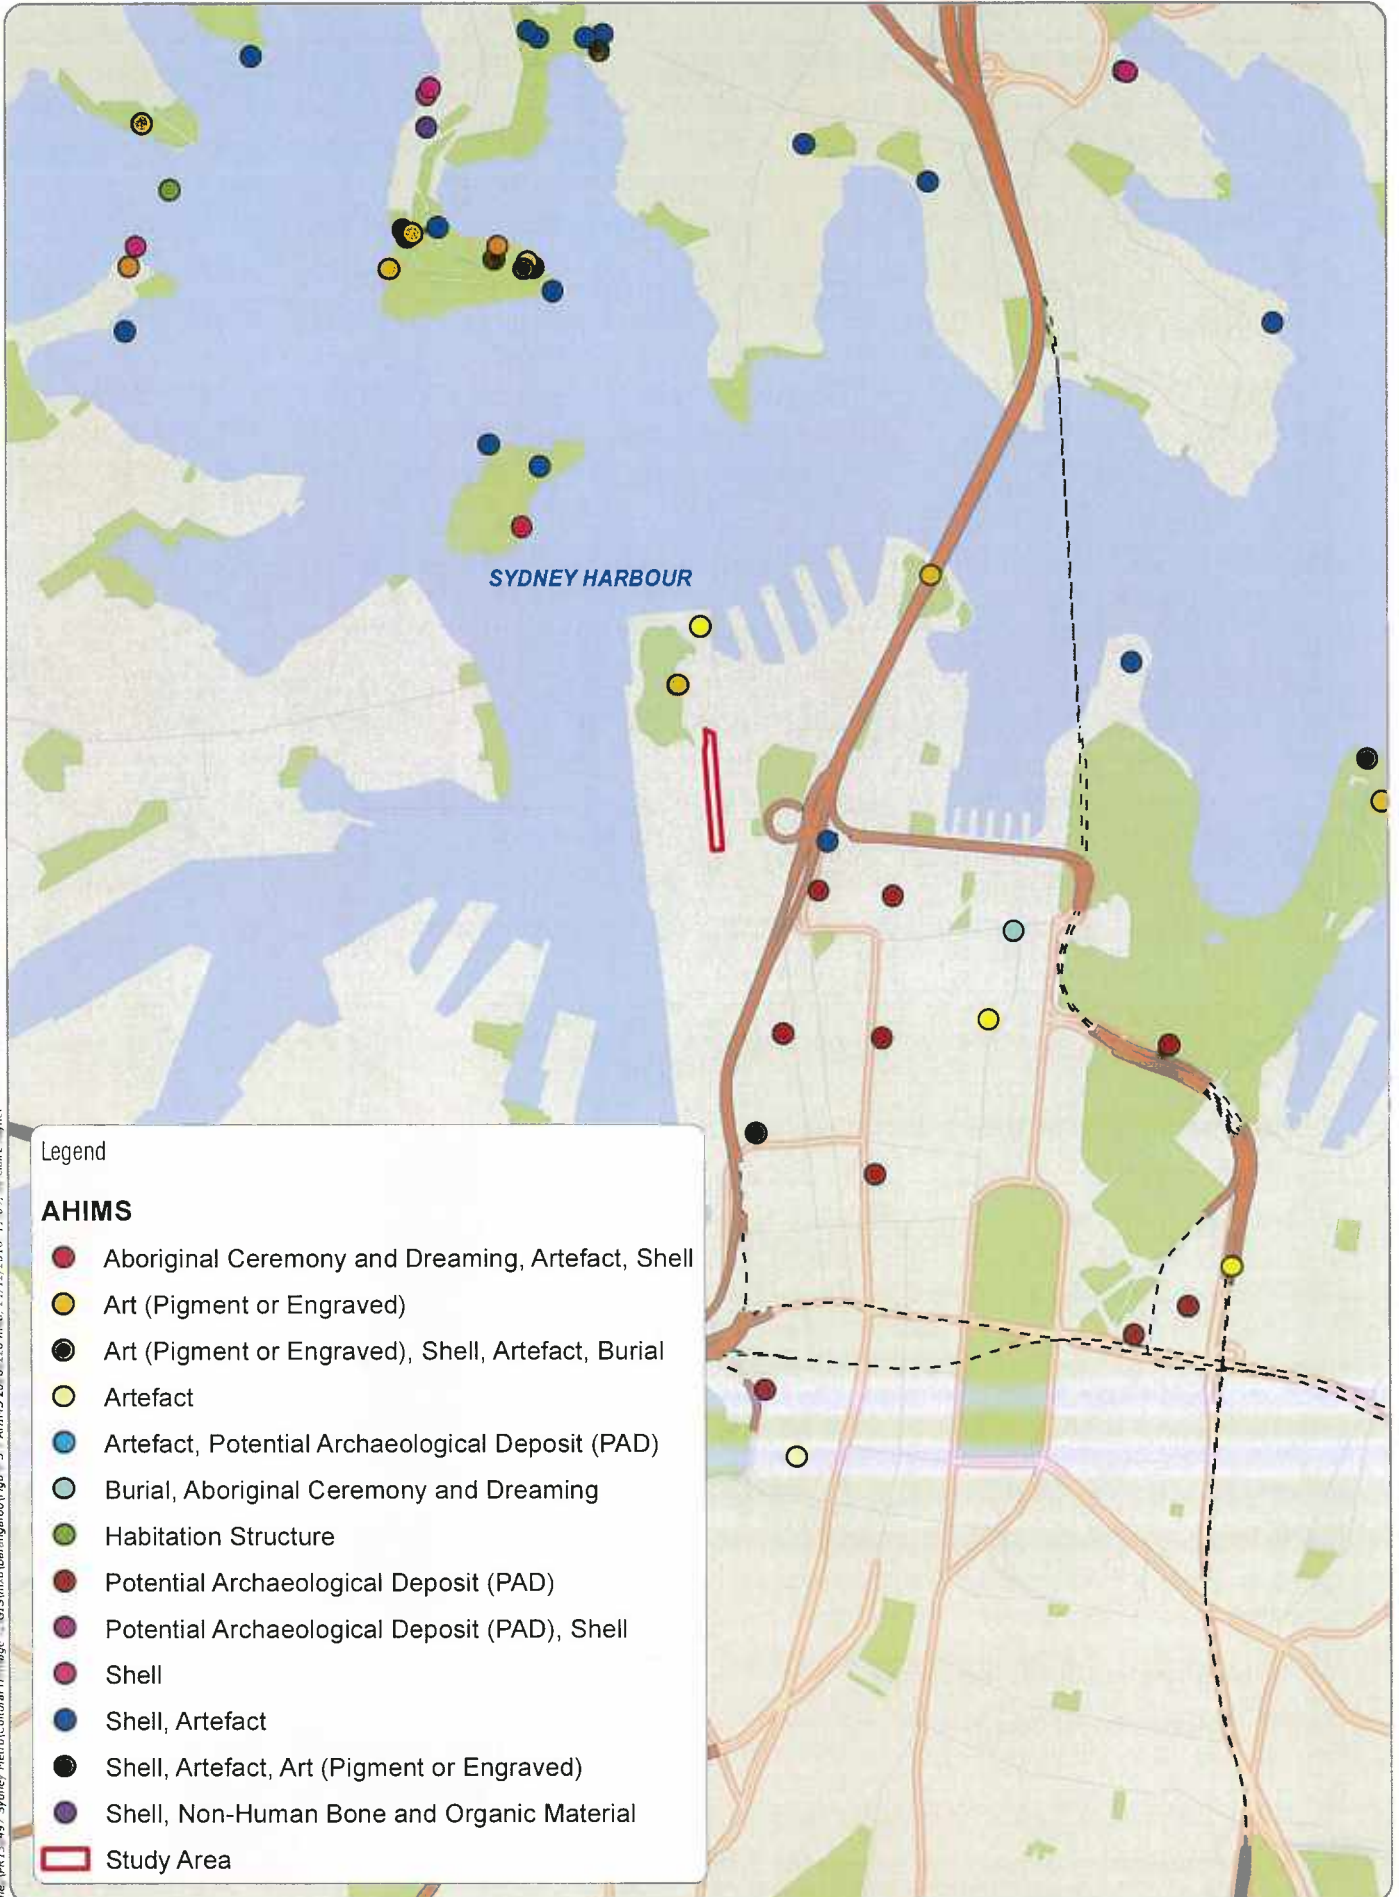 SYDNEY HARBOUR
Legend
AHIMS
Aboriginal Ceremony and Dreaming, Artefact, Shell
Art (Pigment or Engraved)
Art (Pigment or Engraved), Shell, Artefact, Burial
Artefact
Artefact, Potential Archaeological Deposit (PAD)
Burial, Aboriginal Ceremony and Dreaming
Habitation Structure
Potential Archaeological Deposit (PAD)
Potential Archaeological Deposit (PAD), Shell
Shell
Shell, Artefact
Shell, Artefact, Art (Pigment or Engraved)
Shell, Non-Human Bone and Organic Material
Study Area